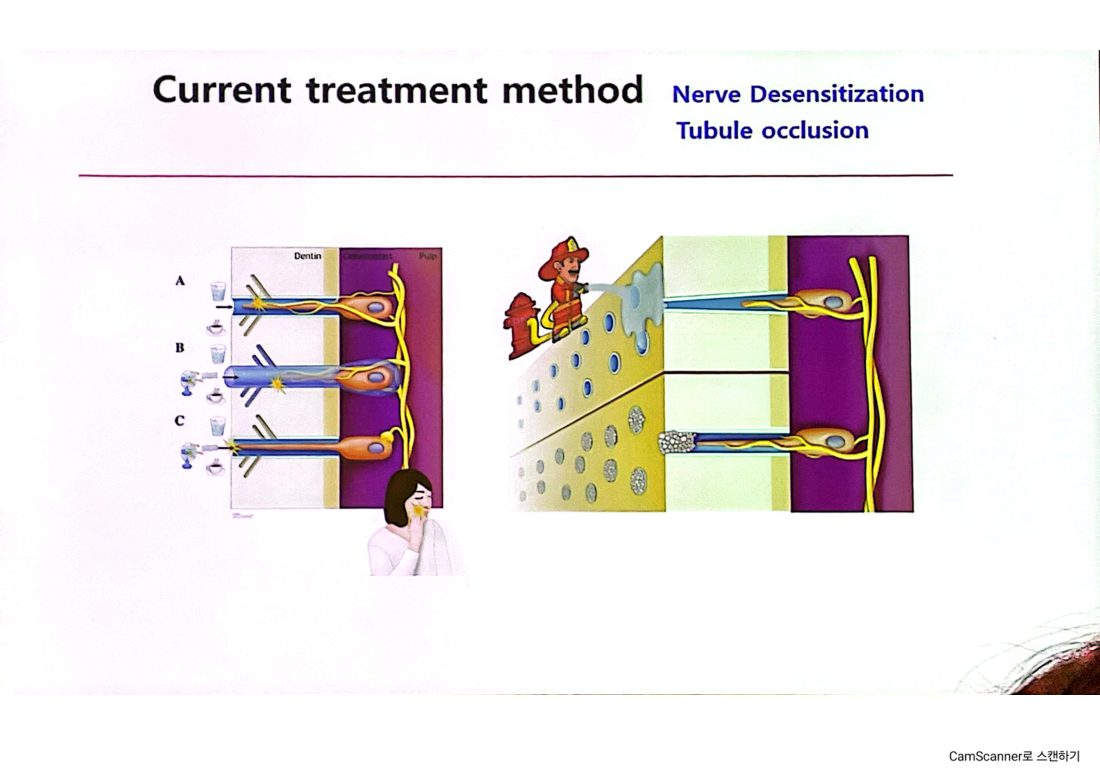 Current treatment method
Nerve Desensitization
Tubule occlusion
Dentin
Odontoblast
Pulp
A
B
C
CamScanner로 스캔하기